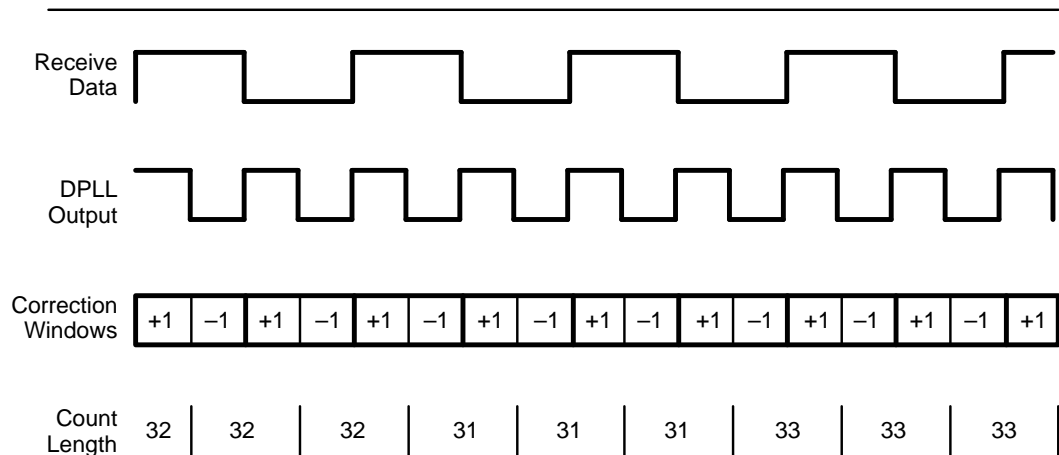 Receive
Data
DPLL
Output
Correction
Windows
+1 –1 +1 –1 +1 –1 +1 –1 +1 –1 +1 –1 +1 –1 +1 –1 +1
Count
Length
32 32 32 31 31 31 33 33 33